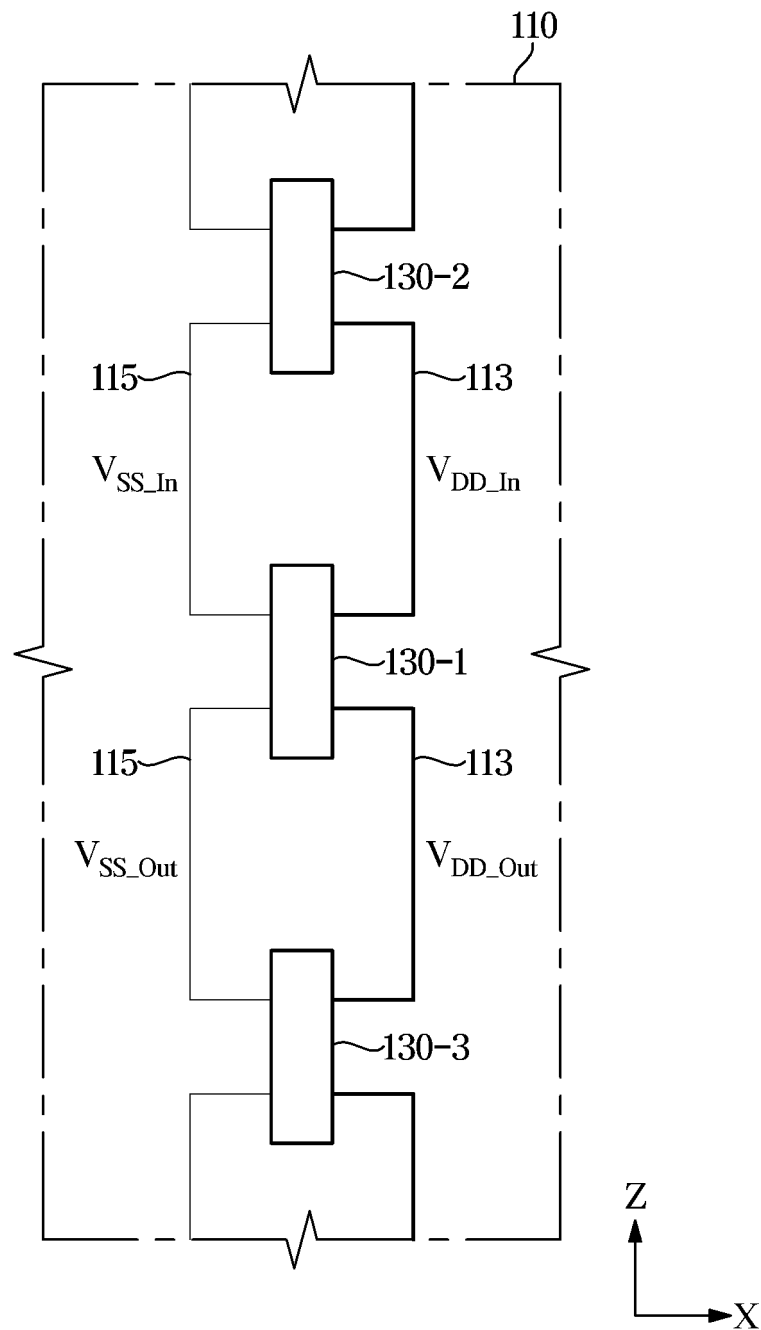 110
130-2
115 113
V_SS_In V_DD_In
130-1
115 113
V_SS_Out V_DD_Out
130-3
Z
X